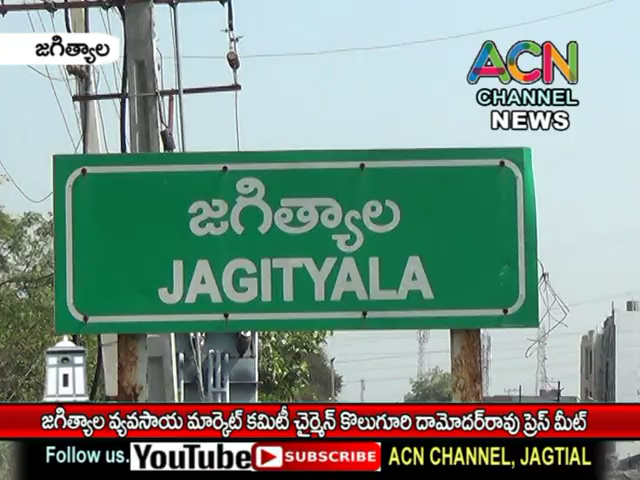 జగిత్యాల
ACN
CHANNEL
NEWS
జగిత్యాల
JAGITYALA
జగిత్యాల వ్యవసాయ మార్కెట్ కమిటీ చైర్మెన్ కొలుగూరి దామోదర్‌రావు ప్రెస్ మీట్
Follow us. YouTube SUBSCRIBE ACN CHANNEL, JAGTIAL